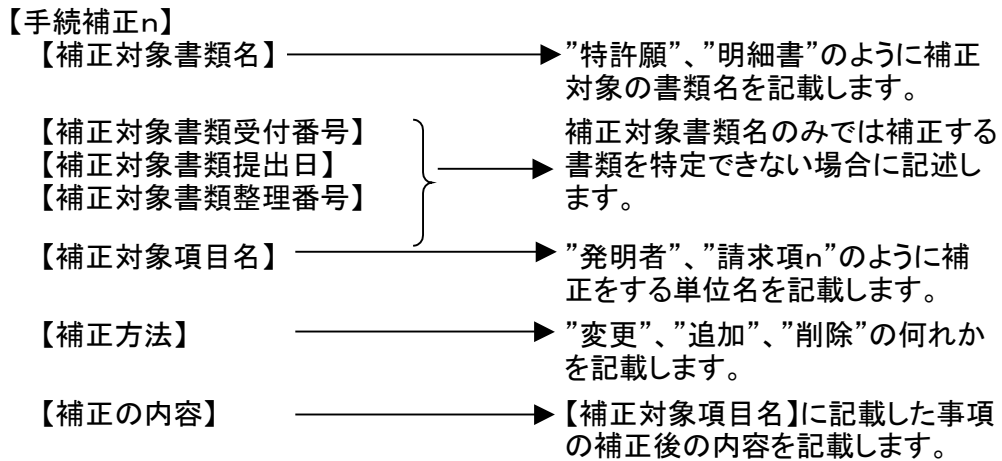 【手続補正ｎ】
【補正対象書類名】
”特許願”、”明細書”のように補正
対象の書類名を記載します。
【補正対象書類受付番号】
【補正対象書類提出日】
【補正対象書類整理番号】
補正対象書類名のみでは補正する
書類を特定できない場合に記述し
ます。
【補正対象項目名】
”発明者”、”請求項ｎ”のように補
正をする単位名を記載します。
【補正方法】
”変更”、”追加”、”削除”の何れか
を記載します。
【補正の内容】
【補正対象項目名】に記載した事項
の補正後の内容を記載します。